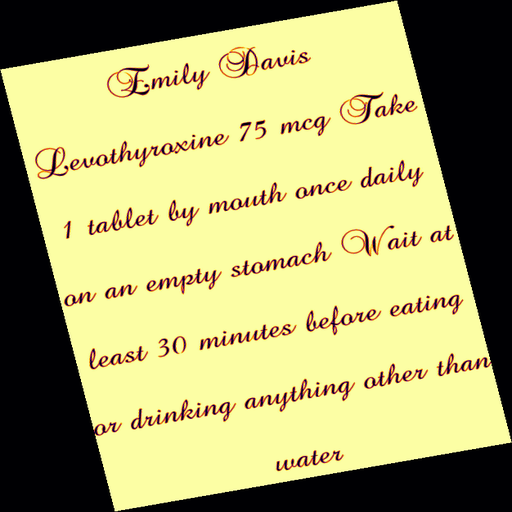 Emily Davis
Levothyroxine 75 mcg Take
1 tablet by mouth once daily
on an empty stomach Wait at
least 30 minutes before eating
or drinking anything other than
water